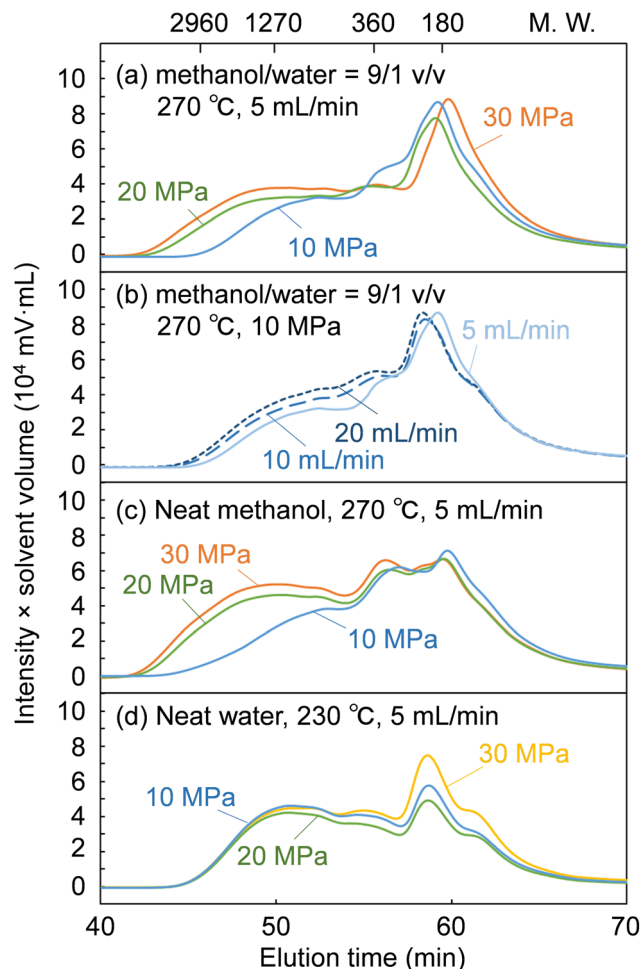 2960 1270 360 180 M. W.
(a) methanol/water = 9/1 v/v
270 °C, 5 mL/min
30 MPa
20 MPa
10 MPa
10
8
6
4
2
0
(b) methanol/water = 9/1 v/v
270 °C, 10 MPa
5 mL/min
20 mL/min
10 mL/min
10
8
6
4
2
0
Intensity × solvent volume (10⁴ mV·mL)
(c) Neat methanol, 270 °C, 5 mL/min
30 MPa
20 MPa
10 MPa
10
8
6
4
2
0
(d) Neat water, 230 °C, 5 mL/min
30 MPa
10 MPa
20 MPa
10
8
6
4
2
0
40 50 60 70
Elution time (min)